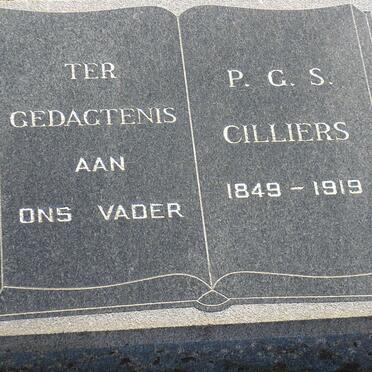 TER
GEDAGTENIS
AAN
ONS VADER
P. G. S.
CILLIERS
1849 - 1919